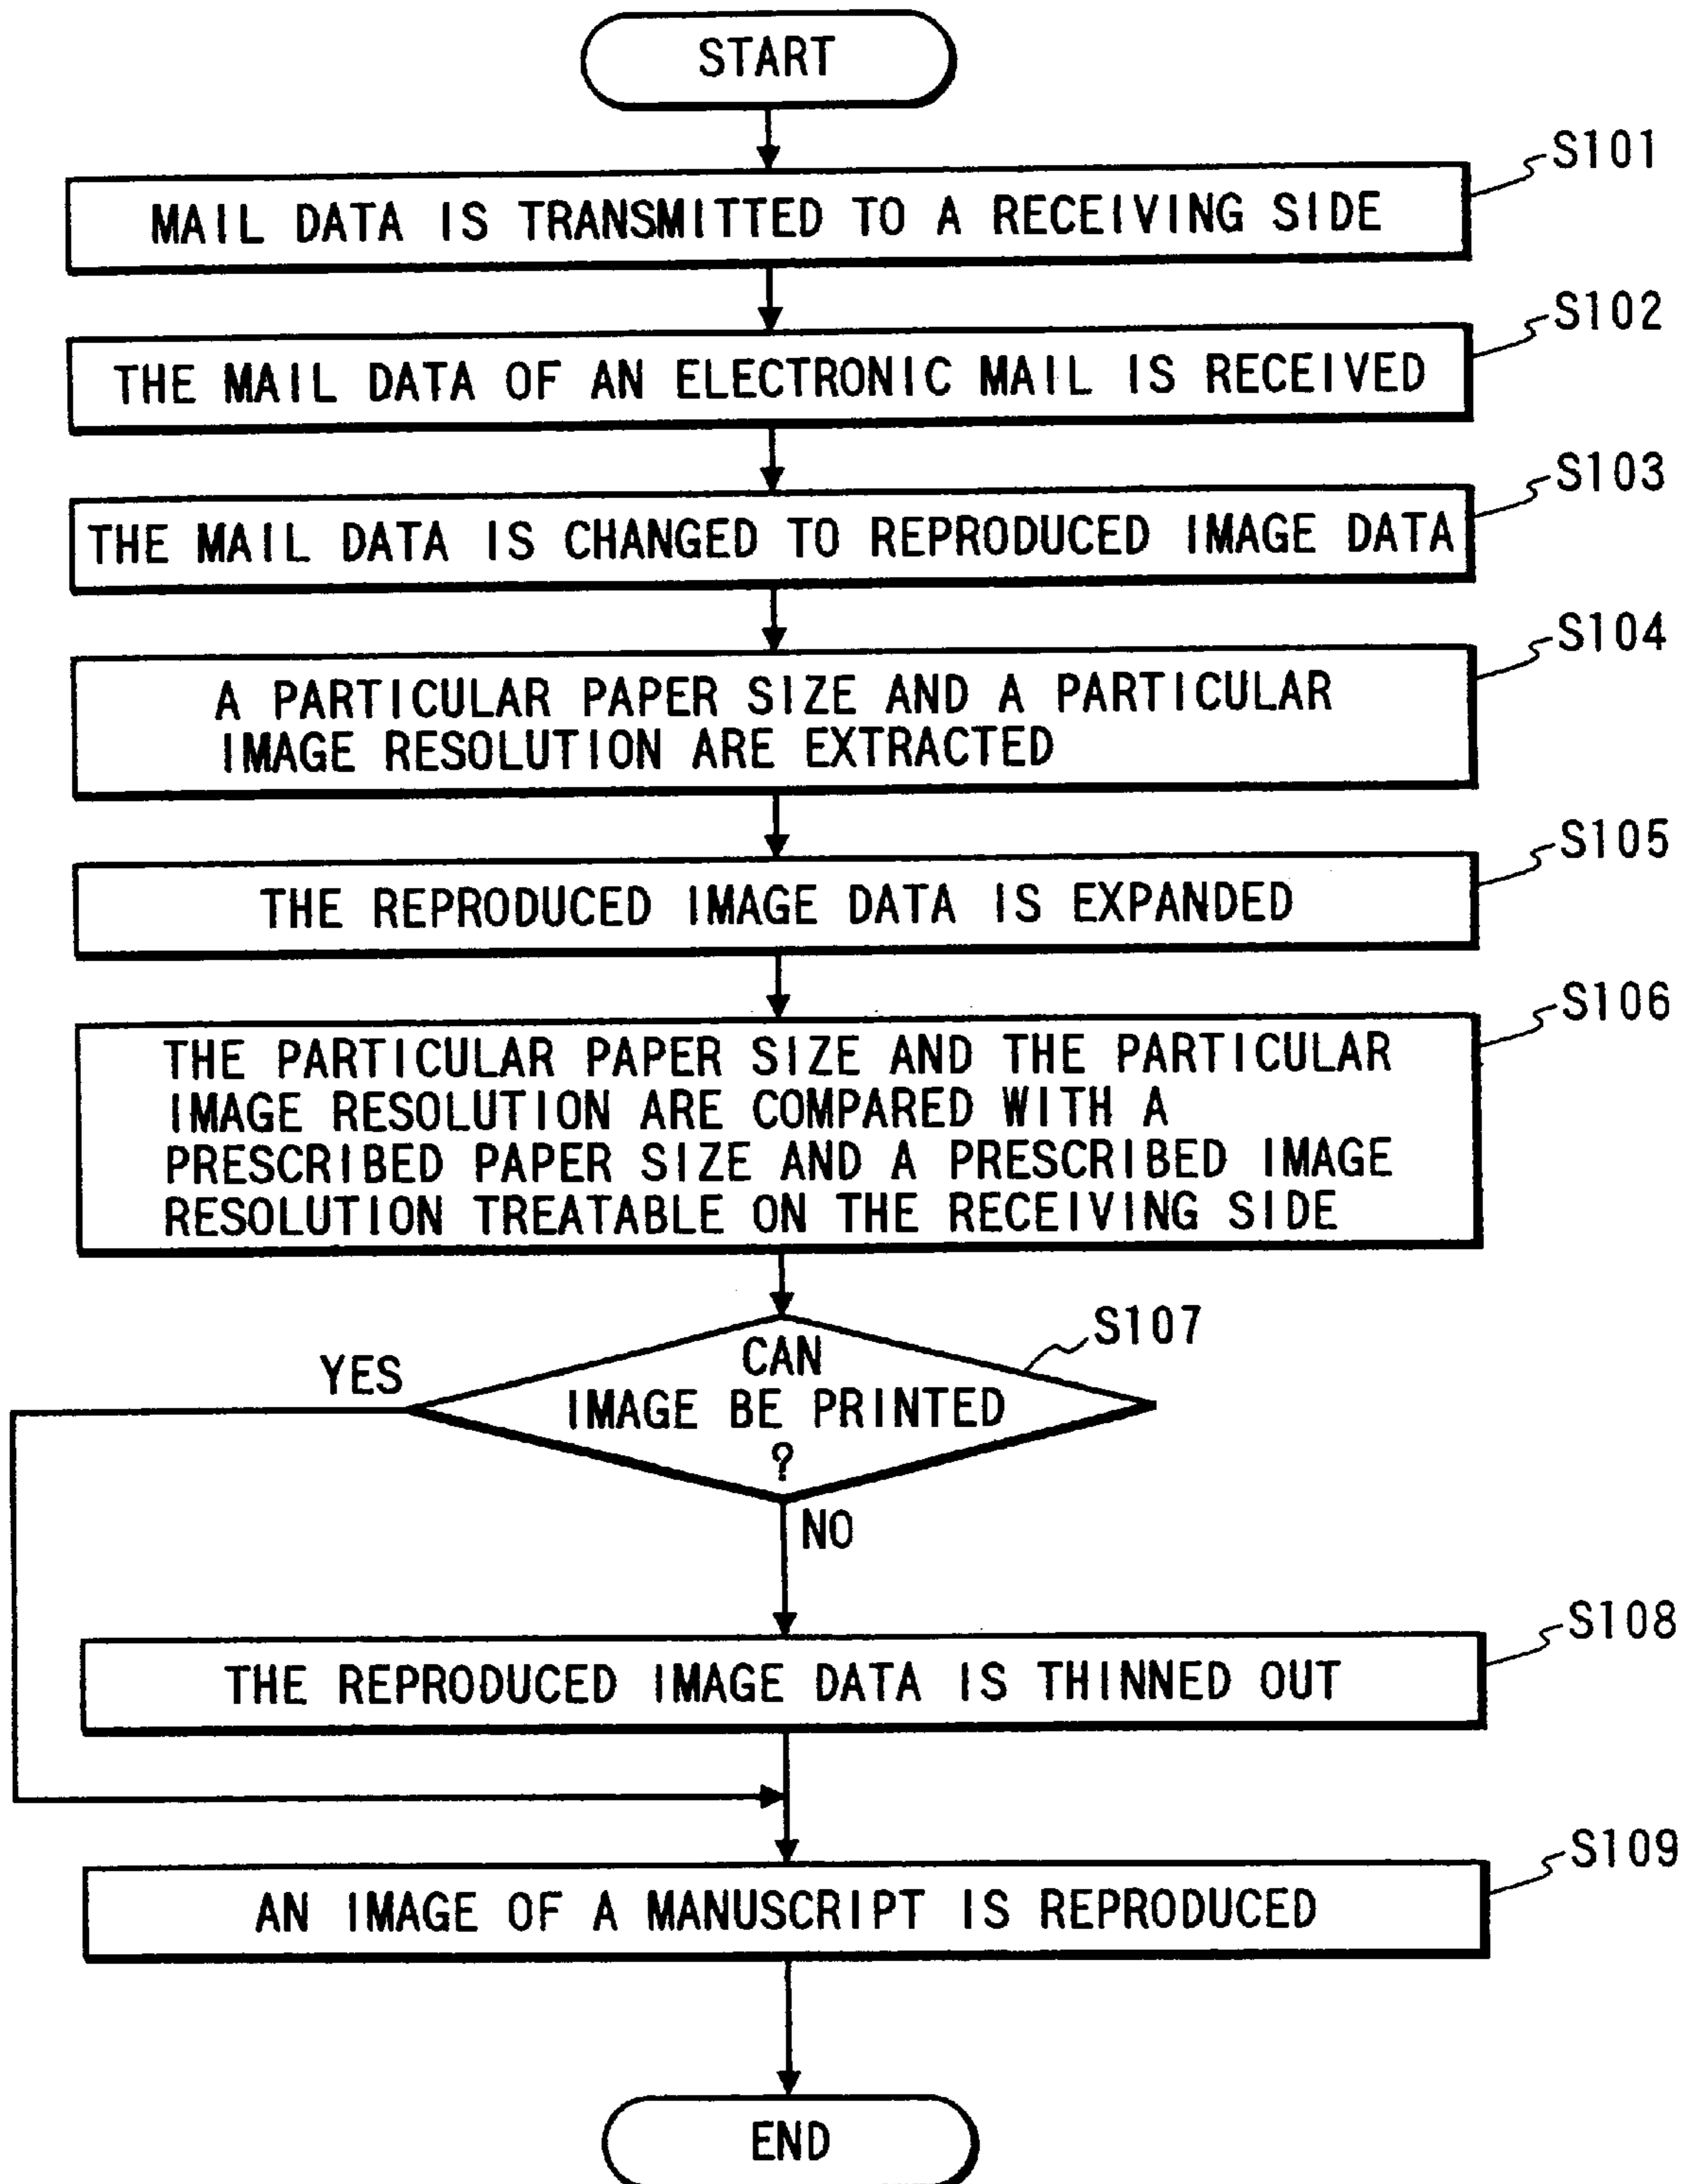 START
S101
MAIL DATA IS TRANSMITTED TO A RECEIVING SIDE
S102
THE MAIL DATA OF AN ELECTRONIC MAIL IS RECEIVED
S103
THE MAIL DATA IS CHANGED TO REPRODUCED IMAGE DATA
S104
A PARTICULAR PAPER SIZE AND A PARTICULAR
IMAGE RESOLUTION ARE EXTRACTED
S105
THE REPRODUCED IMAGE DATA IS EXPANDED
S106
THE PARTICULAR PAPER SIZE AND THE PARTICULAR
IMAGE RESOLUTION ARE COMPARED WITH A
PRESCRIBED PAPER SIZE AND A PRESCRIBED IMAGE
RESOLUTION TREATABLE ON THE RECEIVING SIDE
S107
YES
CAN
IMAGE BE PRINTED
?
NO
S108
THE REPRODUCED IMAGE DATA IS THINNED OUT
S109
AN IMAGE OF A MANUSCRIPT IS REPRODUCED
END